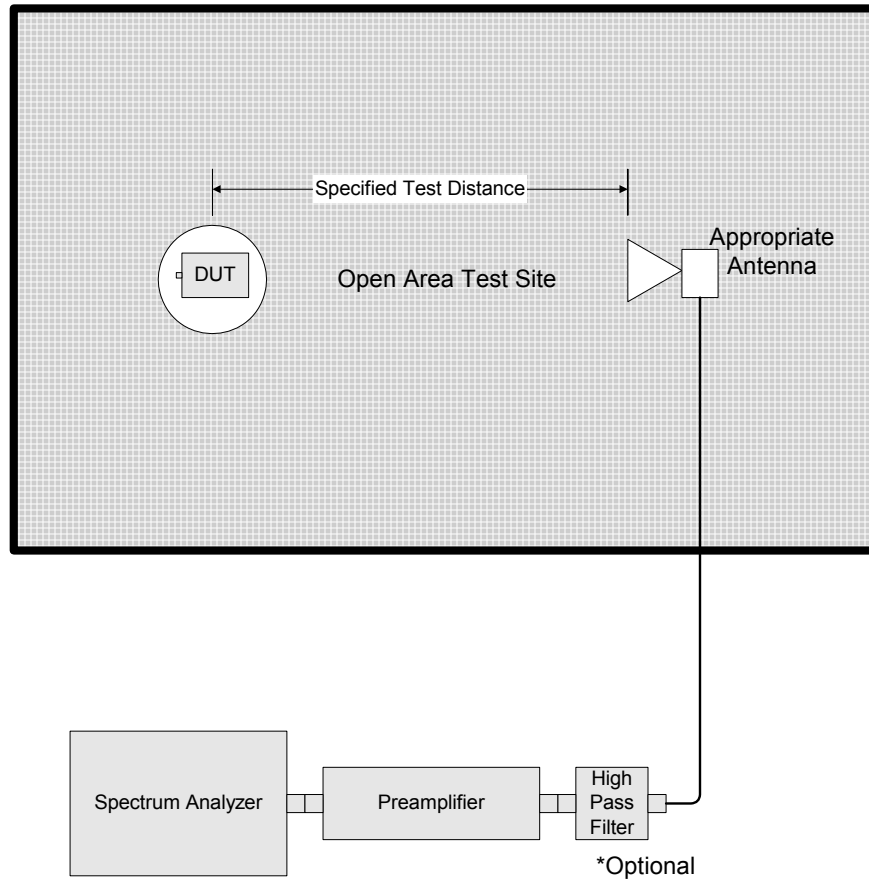 Specified Test Distance
DUT
Open Area Test Site
Appropriate
Antenna
Spectrum Analyzer
Preamplifier
High
Pass
Filter
*Optional